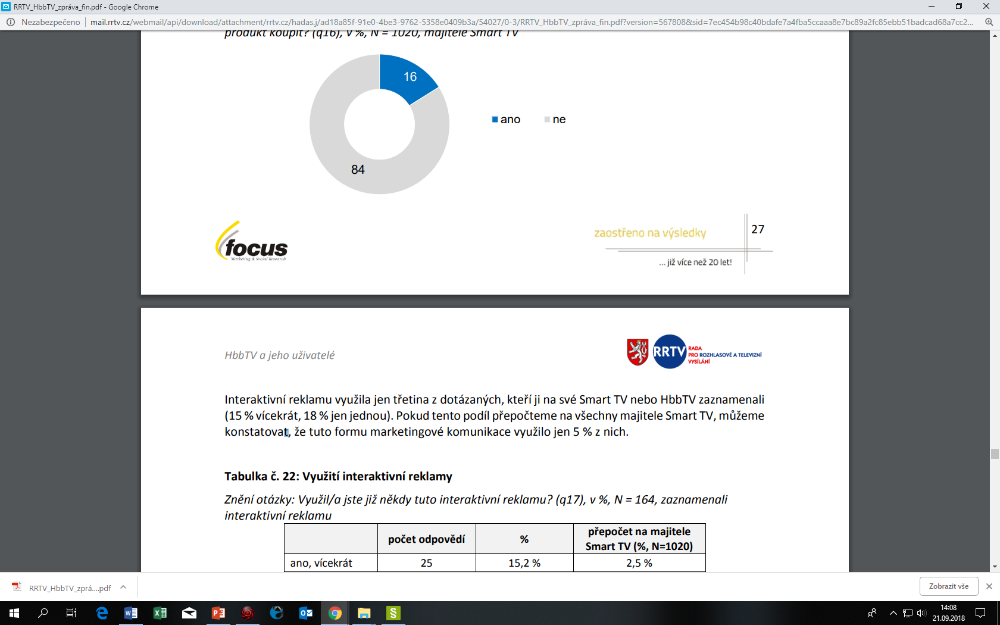 RRTV_HbbTV_zpráva_fin.pdf - Google Chrome
Nezabezpečeno | mail.rrtv.cz/webmail/api/download/attachment/rrtv.cz/hadas.j/ad18a85f-91e0-4be3-9762-5358e0409b3a/54027/0-3/RRTV_HbbTV_zpráva_fin.pdf?version=567808&sid=7ec454b98c40bdafe7a4fba5ccaaa8e7bc89a2fc85ebb51badcad68a7cc2...
produkt koupit? (q16), v %, N = 1020, majitelé Smart TV
16
ano ne
84
focus
Marketing & Social Research
zaostřeno na výsledky
27
... již více než 20 let!
HbbTV a jeho uživatelé
RRTV
RADA
PRO ROZHLASOVÉ A TELEVIZNÍ
VYSÍLÁNÍ
Interaktivní reklamu využila jen třetina z dotázaných, kteří ji na své Smart TV nebo HbbTV zaznamenali
(15 % vícekrát, 18 % jen jednou). Pokud tento podíl přepočteme na všechny majitele Smart TV, můžeme
konstatovat, že tuto formu marketingové komunikace využilo jen 5 % z nich.
Tabulka č. 22: Využití interaktivní reklamy
Znění otázky: Využil/a jste již někdy tuto interaktivní reklamu? (q17), v %, N = 164, zaznamenali
interaktivní reklamu
počet odpovědí % přepočet na majitele
Smart TV (%, N=1020)
ano, vícekrát 25 15,2 % 2,5 %
RRTV_HbbTV_zprá....pdf
Zobrazit vše
14:08
21.09.2018